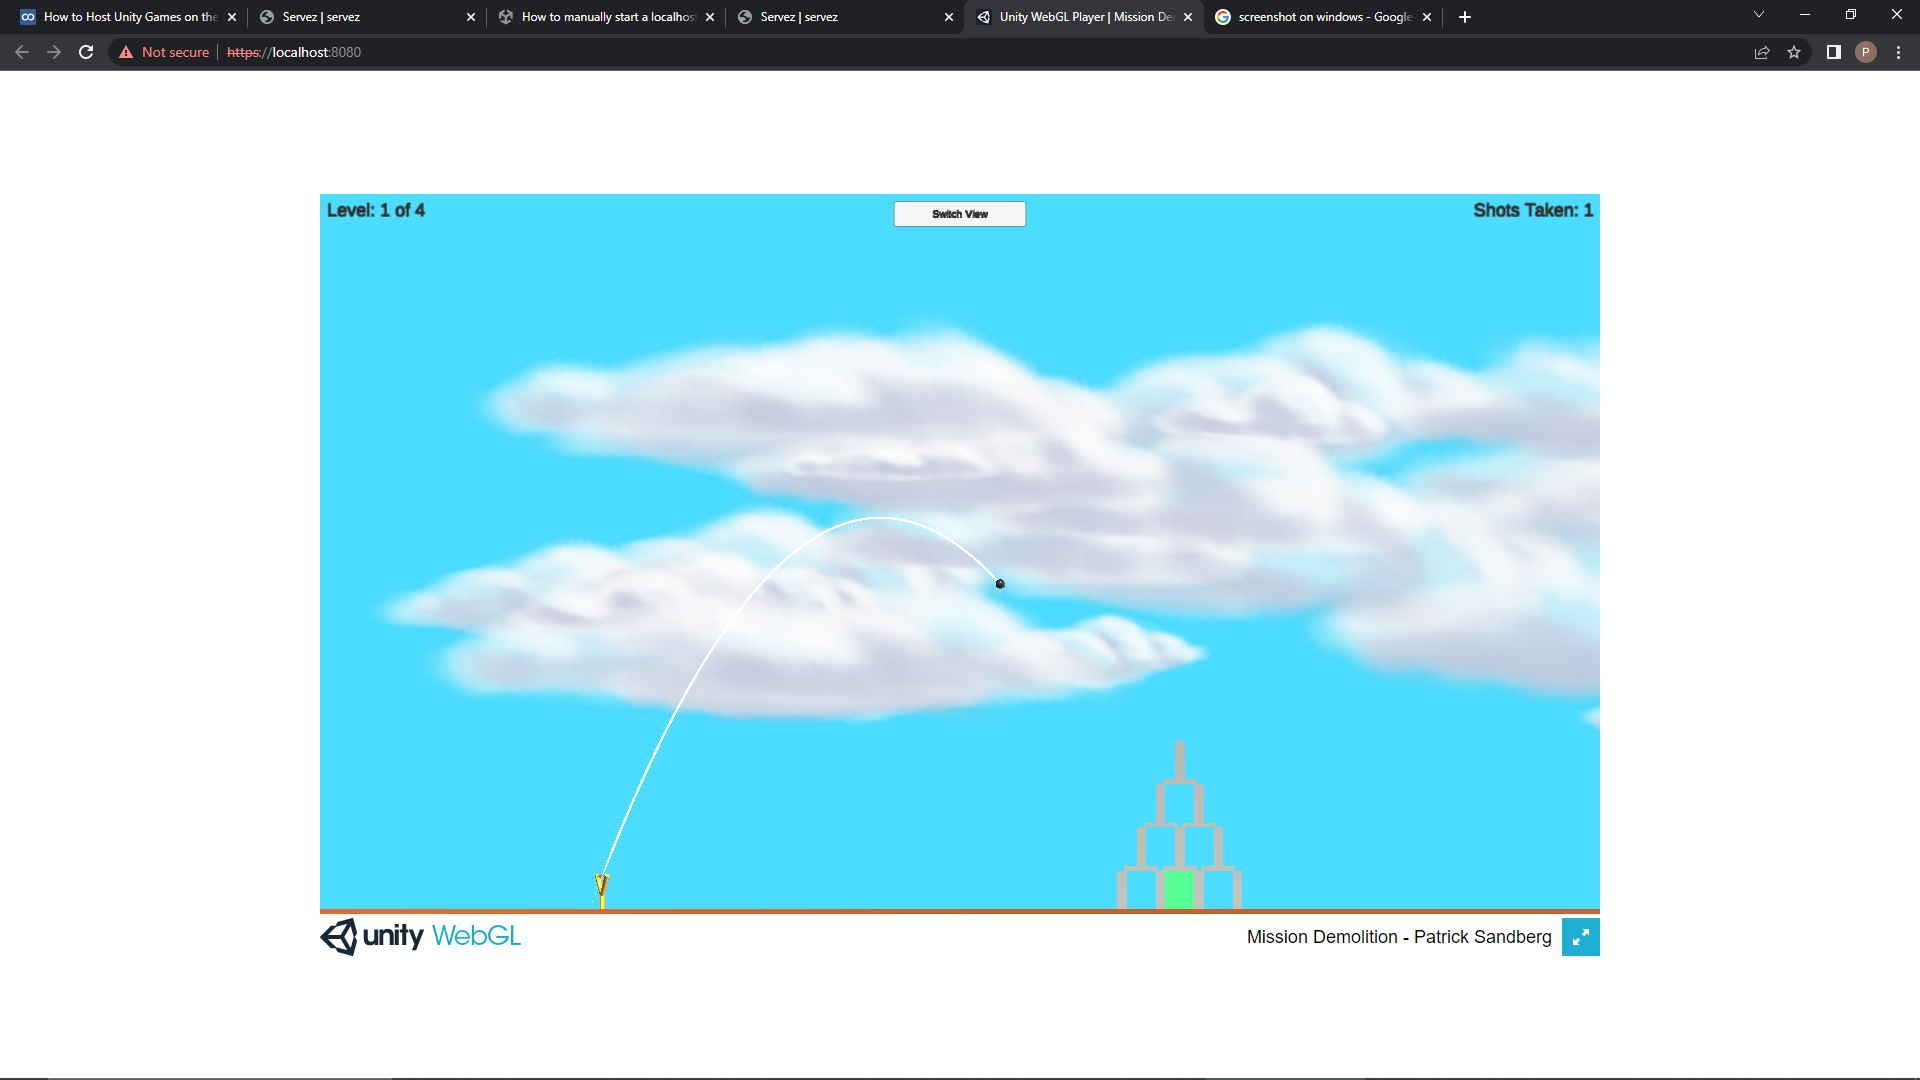 How to Host Unity Games on the
Servez | servez
How to manually start a localhos
Servez | servez
Unity WebGL Player | Mission De
screenshot on windows - Google
Not secure
https://localhost:8080
P
Level: 1 of 4
Switch View
Shots Taken: 1
unity WebGL
Mission Demolition - Patrick Sandberg